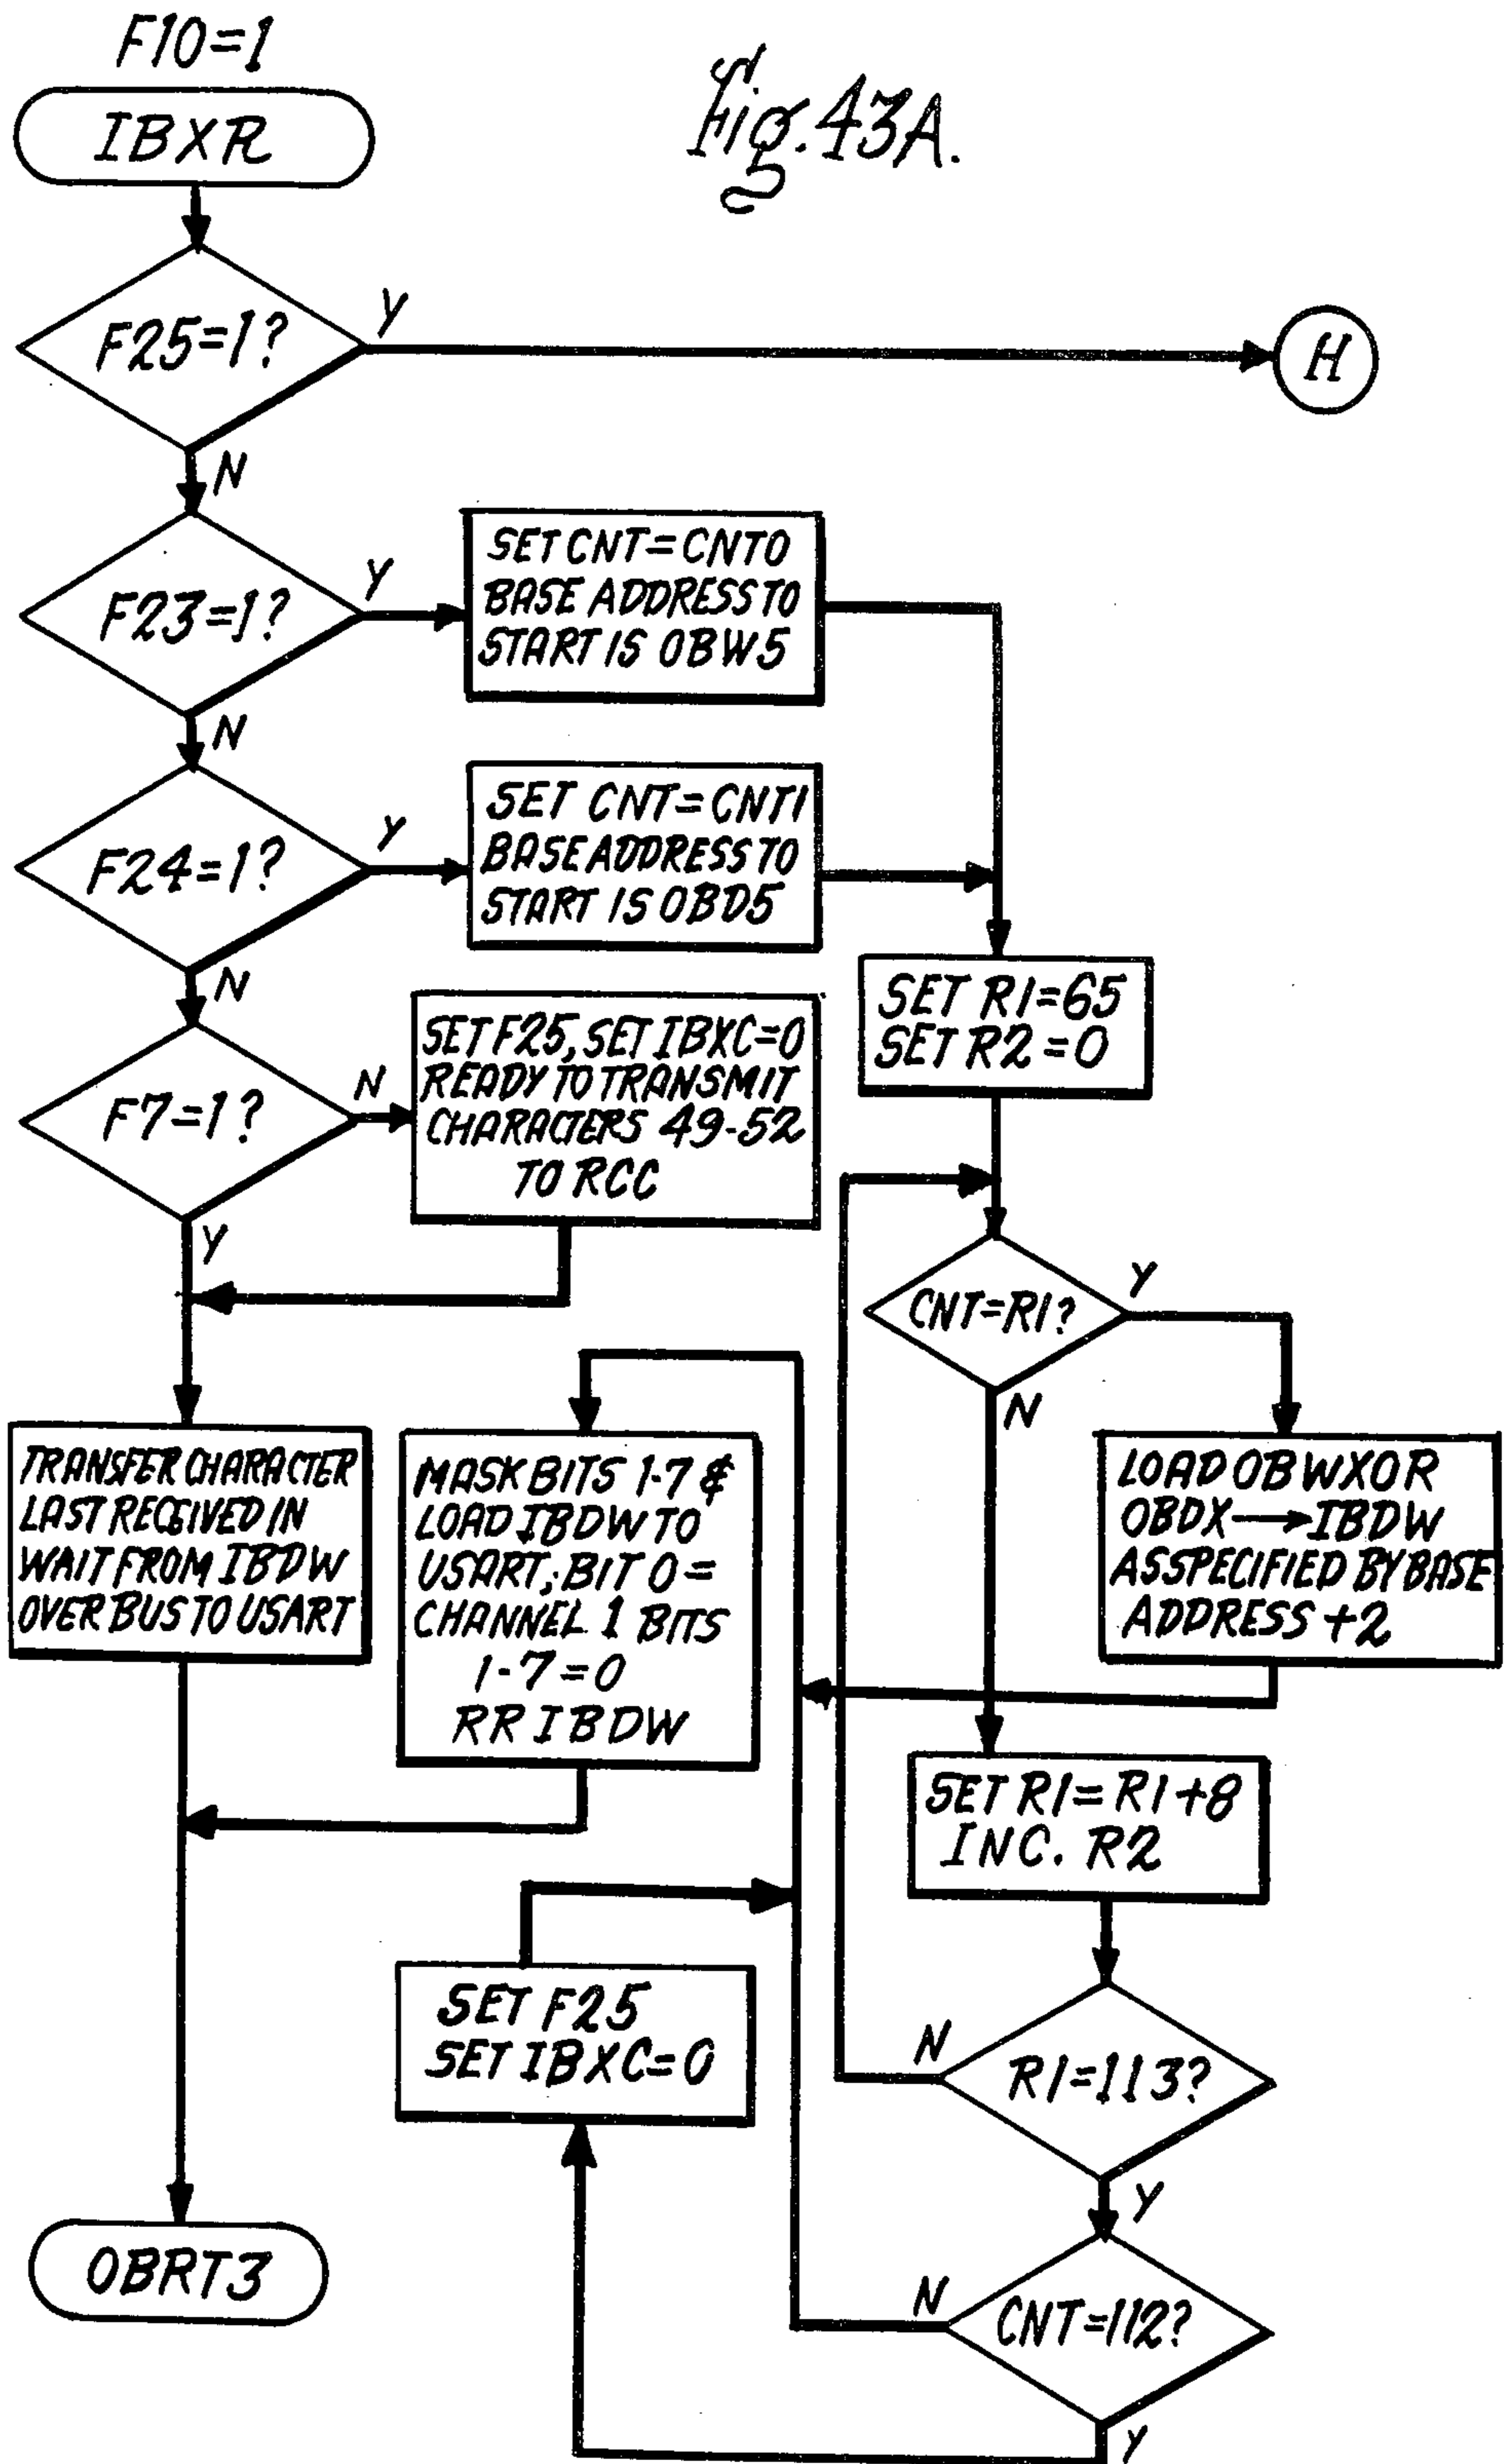 F10=1
Fig. 43A.
IBXR
F25=1?
Y
H
N
F23=1?
Y
SET CNT=CNT0
BASE ADDRESS TO
START IS OBW5
N
F24=1?
Y
SET CNT=CNT1
BASE ADDRESS TO
START IS OBD5
N
SET R1=65
SET R2=0
F7=1?
N
SET F25, SET IBXC=0
READY TO TRANSMIT
CHARACTERS 49-52
TO RCC
Y
CNT=R1?
Y
N
TRANSFER CHARACTER
LAST RECEIVED IN
WAIT FROM IBDW
OVER BUS TO USART
MASK BITS 1-7 &
LOAD IBDW TO
USART; BIT 0 =
CHANNEL 1 BITS
1-7=0
RR IBDW
LOAD OBWX OR
OBDX→IBDW
AS SPECIFIED BY BASE
ADDRESS +2
SET R1=R1+8
INC. R2
SET F25
SET IBXC=0
N
R1=113?
Y
OBRT3
N
CNT=112?
Y